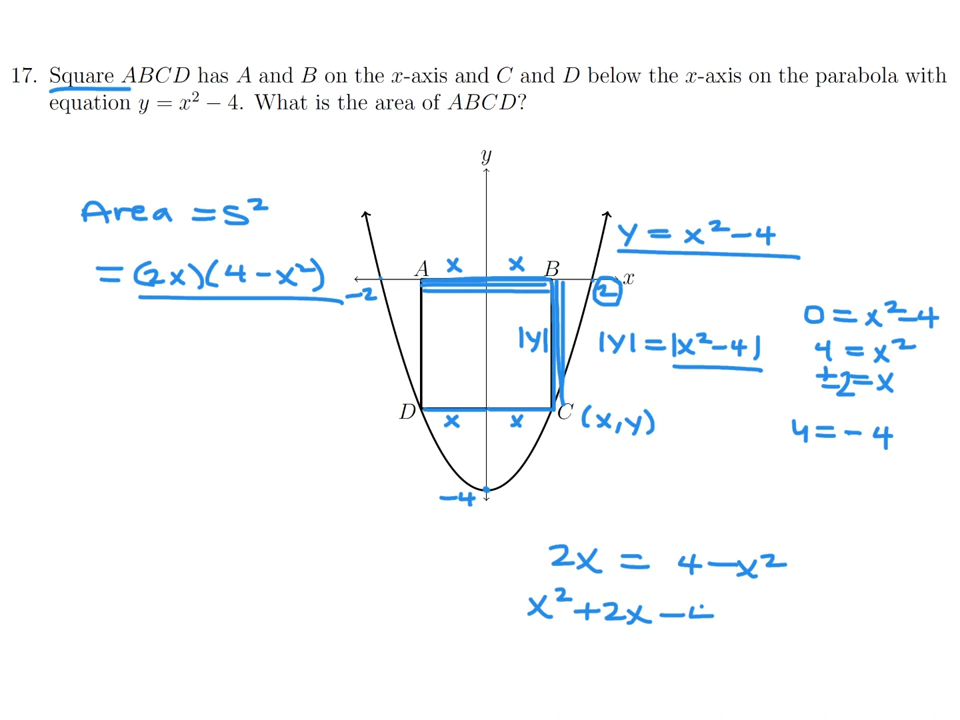 17. Square ABCD has A and B on the x-axis and C and D below the x-axis on the parabola with
equation y = x² − 4. What is the area of ABCD?
y
Area = S²
y = x² − 4
A x x B x
= (2x)(4 − x²)
−2
2
0 = x² − 4
|y| |y| = |x² − 4|
4 = x²
±2 = x
D C (x,y)
x x
y = − 4
−4
2x = 4 − x²
x² + 2x −